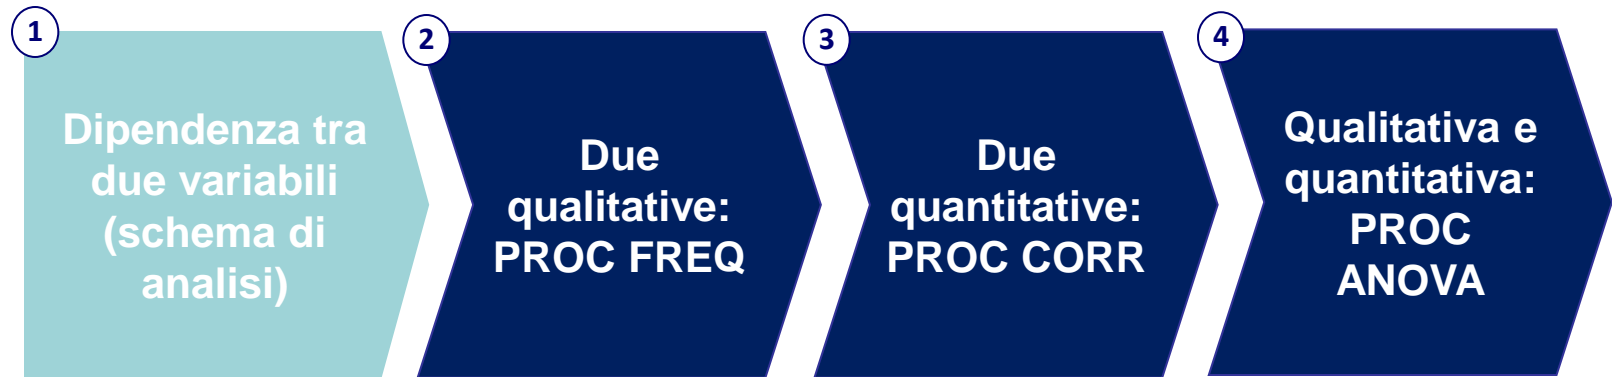 1
Dipendenza tra
due variabili
(schema di
analisi)
2
Due
qualitative:
PROC FREQ
3
Due
quantitative:
PROC CORR
4
Qualitativa e
quantitativa:
PROC
ANOVA